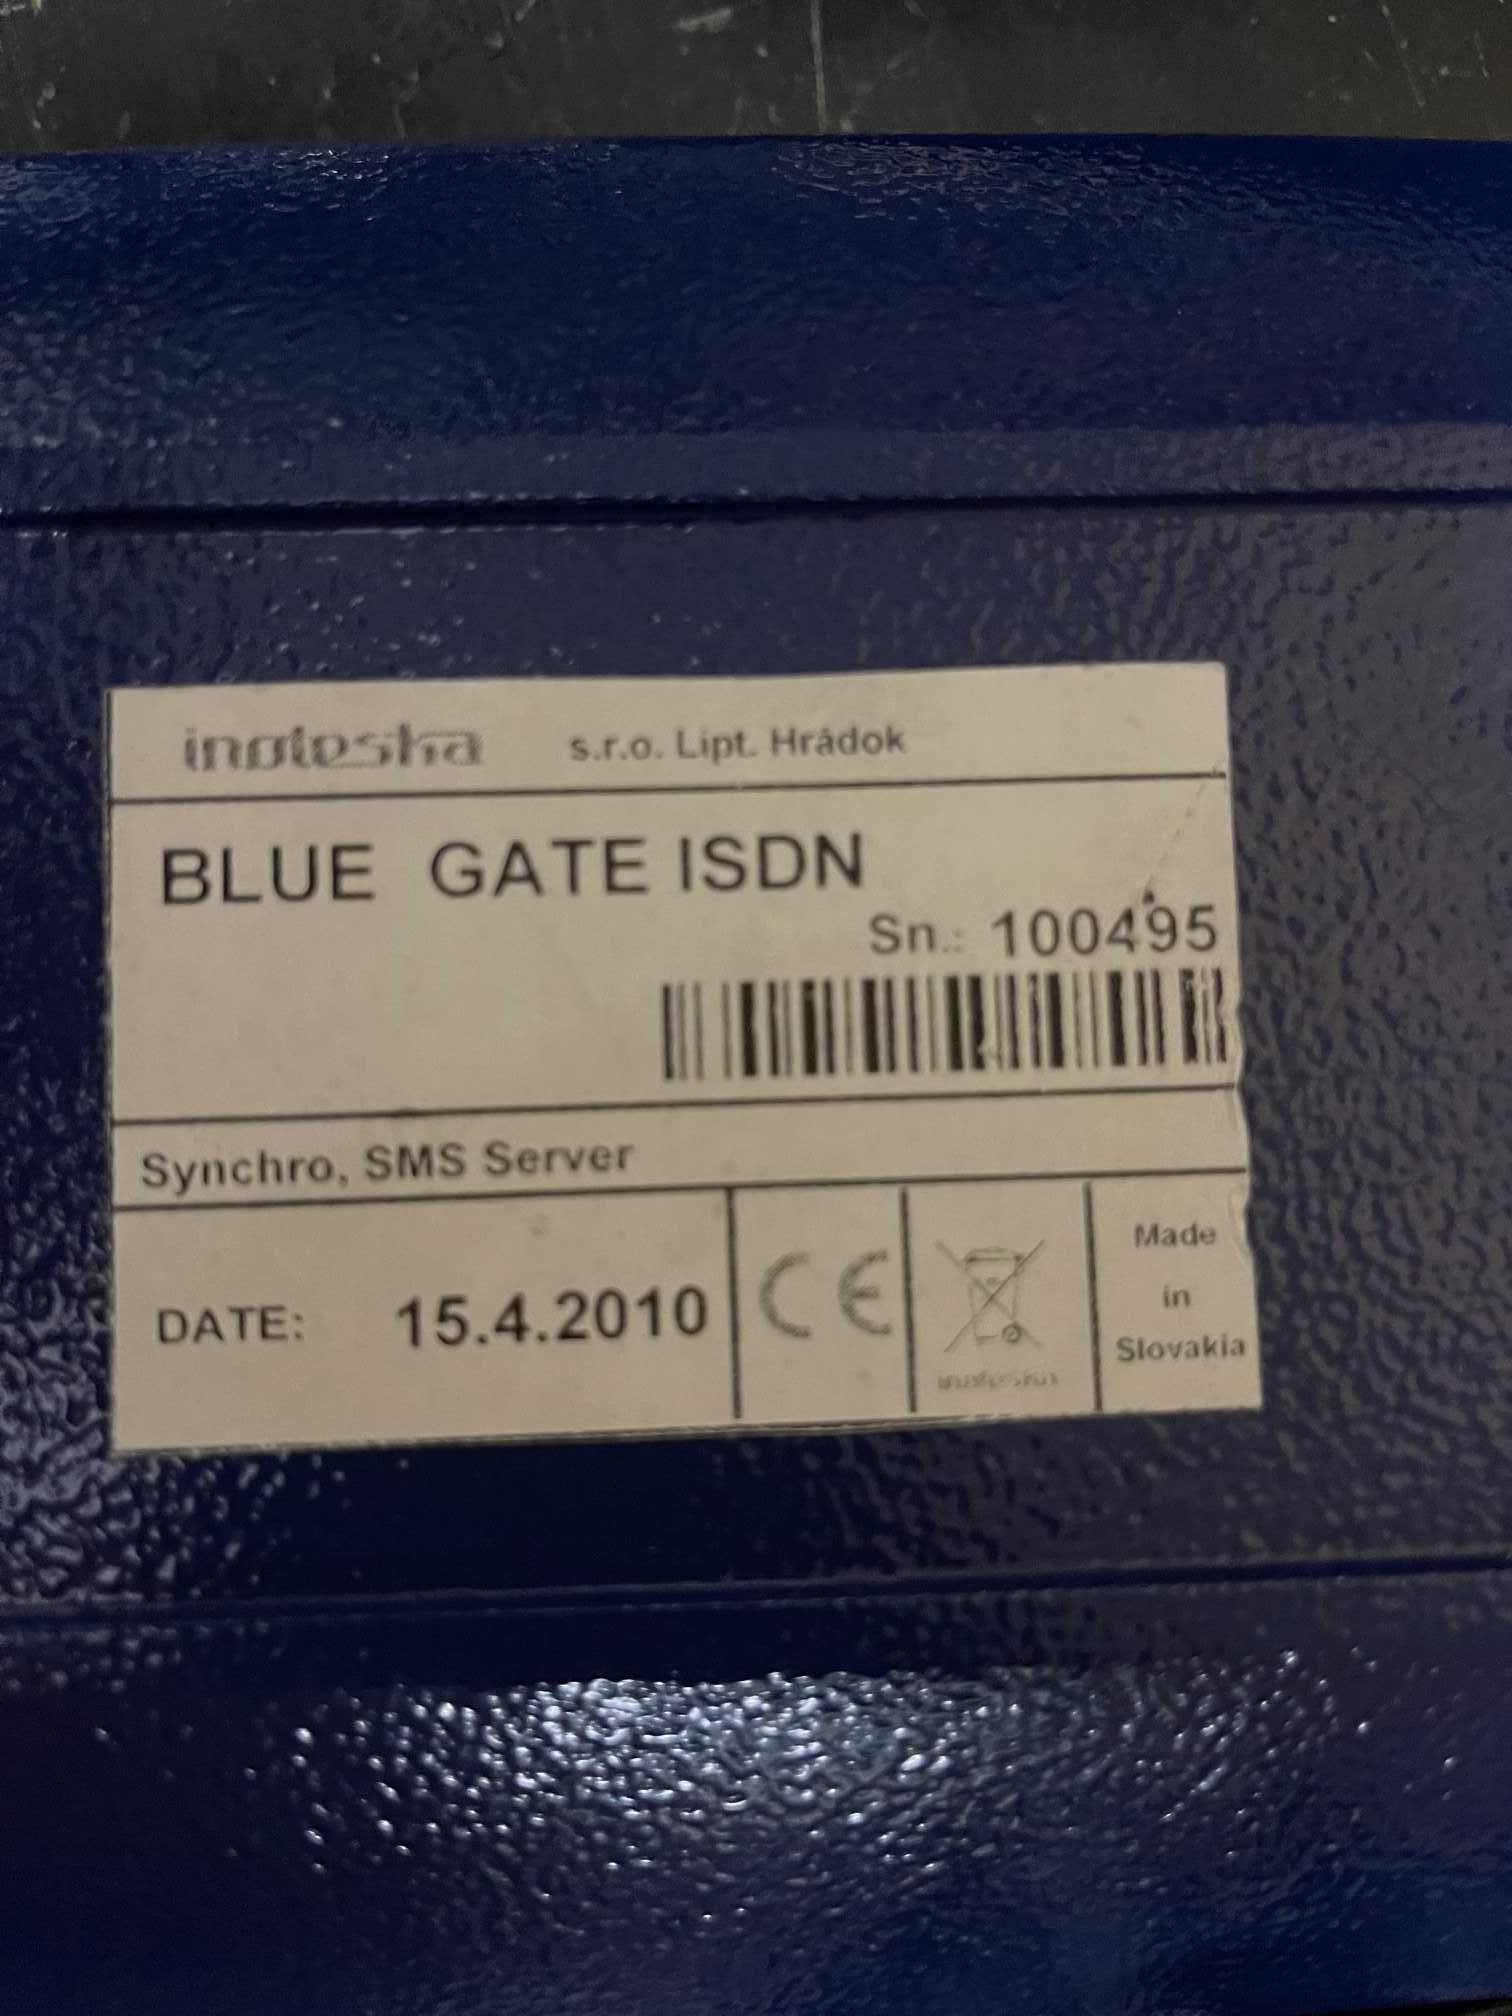 inoteska s.r.o. Lipt. Hrádok
BLUE GATE ISDN
Sn.: 100495
Synchro, SMS Server
DATE: 15.4.2010
CE
inoteska
Made
in
Slovakia